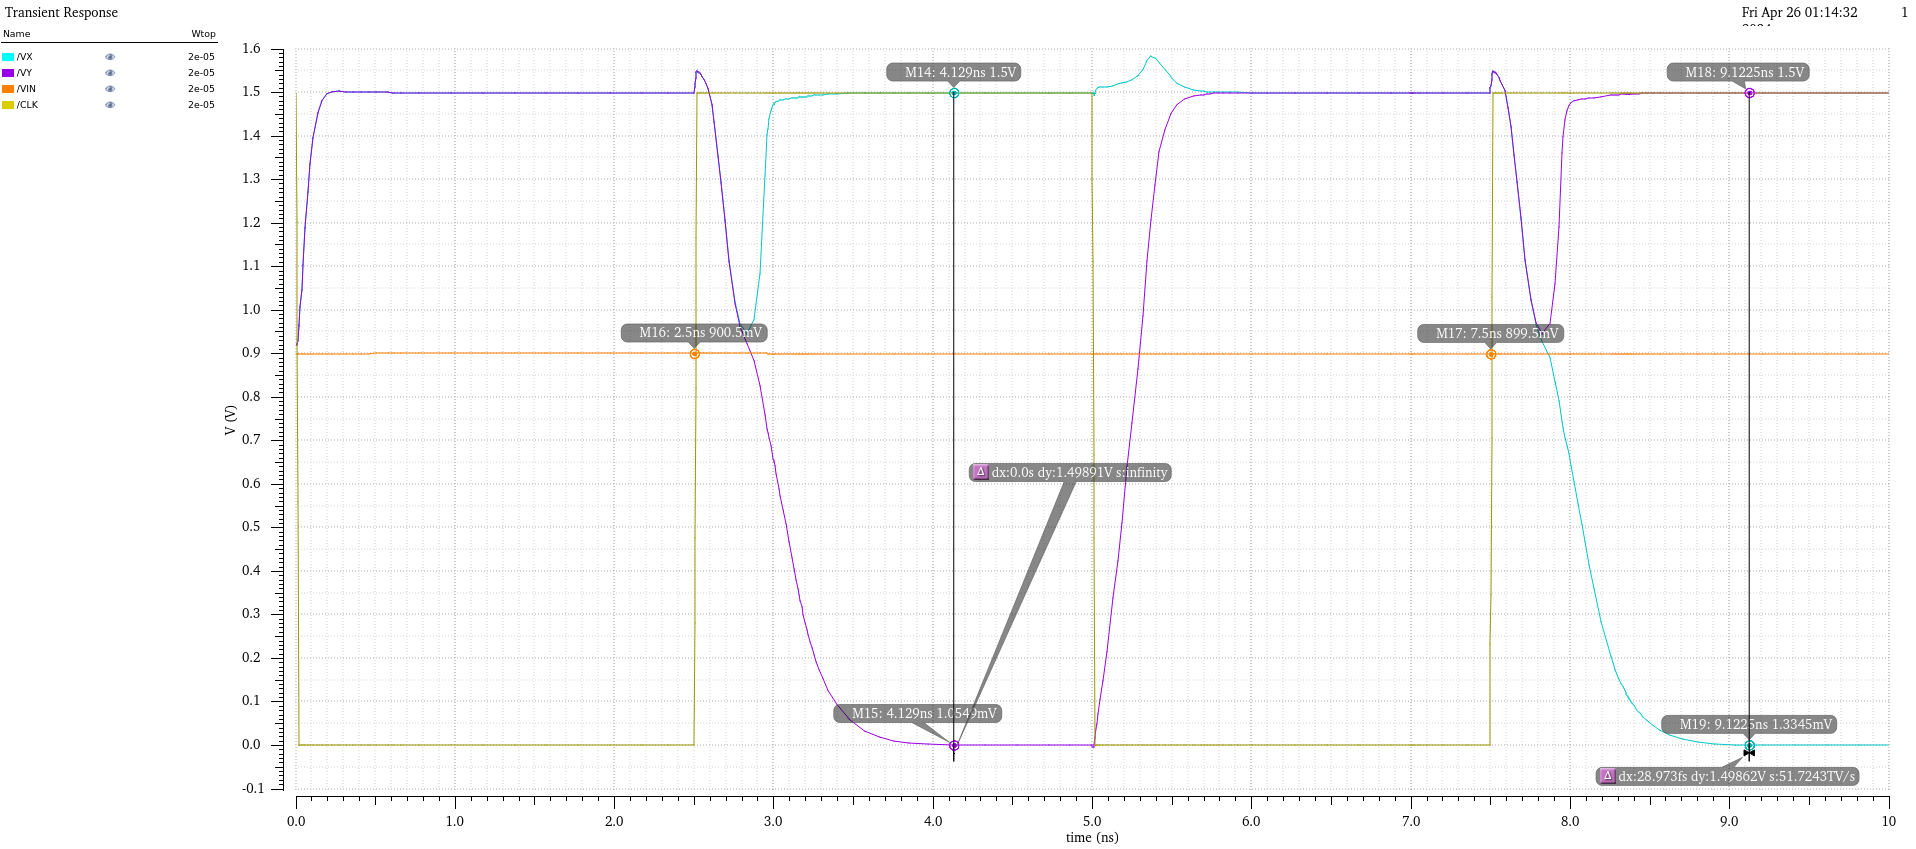 Transient Response
Fri Apr 26 01:14:32 1
Name Wtop
/VX 2e-05
/VY 2e-05
/VIN 2e-05
/CLK 2e-05
1.6
1.5
1.4
1.3
1.2
1.1
1.0
0.9
0.8
0.7
0.6
0.5
0.4
0.3
0.2
0.1
0.0
-0.1
V (V)
M14: 4.129ns 1.5V
M18: 9.1225ns 1.5V
M16: 2.5ns 900.5mV
M17: 7.5ns 899.5mV
Δ dx:0.0s dy:1.49891V s:infinity
M15: 4.129ns 1.0549mV
M19: 9.1225ns 1.3345mV
Δ dx:28.973fs dy:1.49862V s:51.7243TV/s
0.0 1.0 2.0 3.0 4.0 5.0 6.0 7.0 8.0 9.0 10
time (ns)